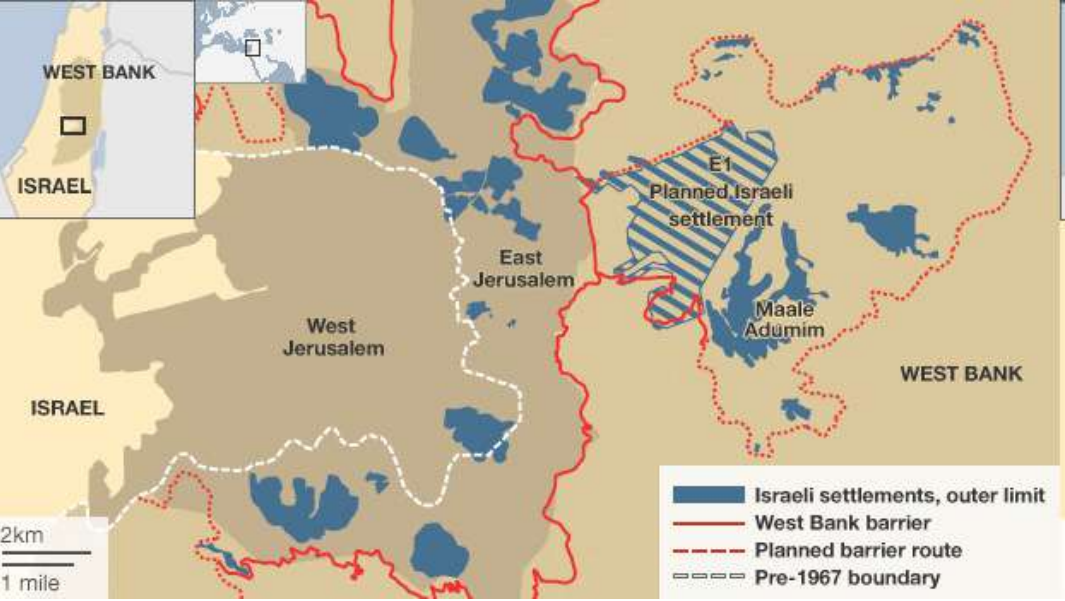 WEST BANK
ISRAEL
E1
Planned Israeli
settlement
East
Jerusalem
West
Jerusalem
Maale
Adumim
ISRAEL
WEST BANK
2km
1 mile
Israeli settlements, outer limit
West Bank barrier
Planned barrier route
Pre-1967 boundary